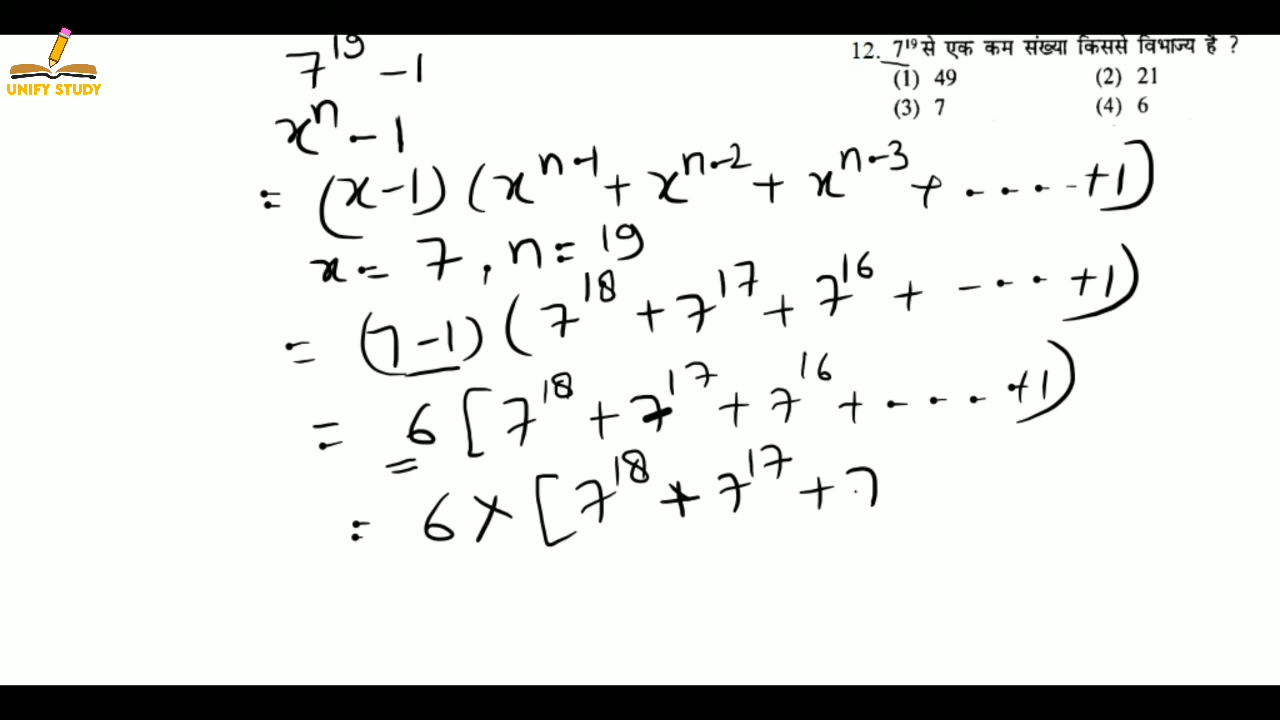 UNIFY STUDY
12. 7¹⁹ से एक कम संख्या किससे विभाज्य है ?
(1) 49 (2) 21
(3) 7 (4) 6
7¹⁹ - 1
xⁿ - 1
= (x-1) (xⁿ⁻¹ + xⁿ⁻² + xⁿ⁻³ + .... +1)
x = 7, n = 19
= (7-1) (7¹⁸ + 7¹⁷ + 7¹⁶ + .... +1)
= 6 [7¹⁸ + 7¹⁷ + 7¹⁶ + .... +1)
= 6 × [7¹⁸ + 7¹⁷ + 7